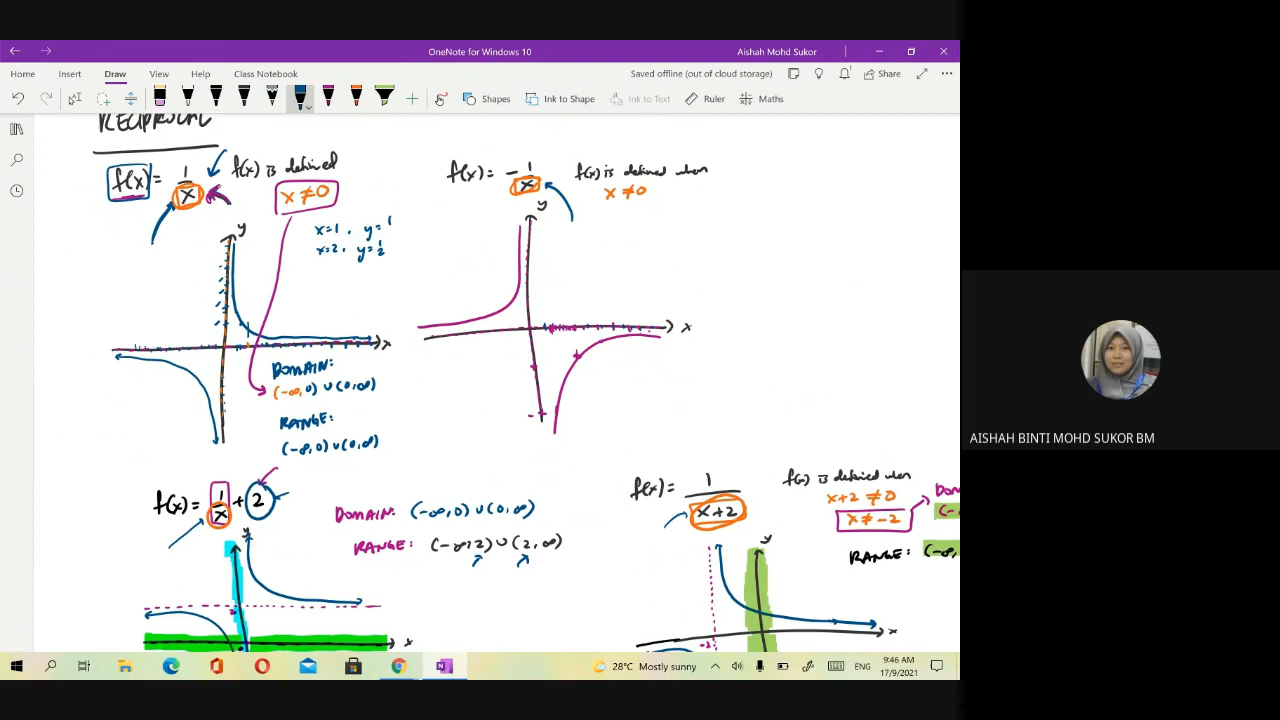 OneNote for Windows 10
Aishah Mohd Sukor
Home Insert Draw View Help Class Notebook
Saved offline (out of cloud storage) Share
Shapes Ink to Shape Ink to Text Ruler Maths
RECIPROCAL
f(x) = 1/x
f(x) is defined
x ≠ 0
x=1, y=1
x=2, y=1/2
y
x
DOMAIN:
(-∞,0) ∪ (0,∞)
RANGE:
(-∞,0) ∪ (0,∞)
f(x) = -1/x
f(x) is defined when
x ≠ 0
y
x
AISHAH BINTI MOHD SUKOR BM
f(x) = 1/x + 2
DOMAIN: (-∞,0) ∪ (0,∞)
RANGE: (-∞,2) ∪ (2,∞)
y
x
f(x) = 1/(x+2)
f(x) is defined when
x+2 ≠ 0
x ≠ -2
RANGE: (-∞,
y
x
-2
28°C Mostly sunny
ENG
9:46 AM
17/9/2021